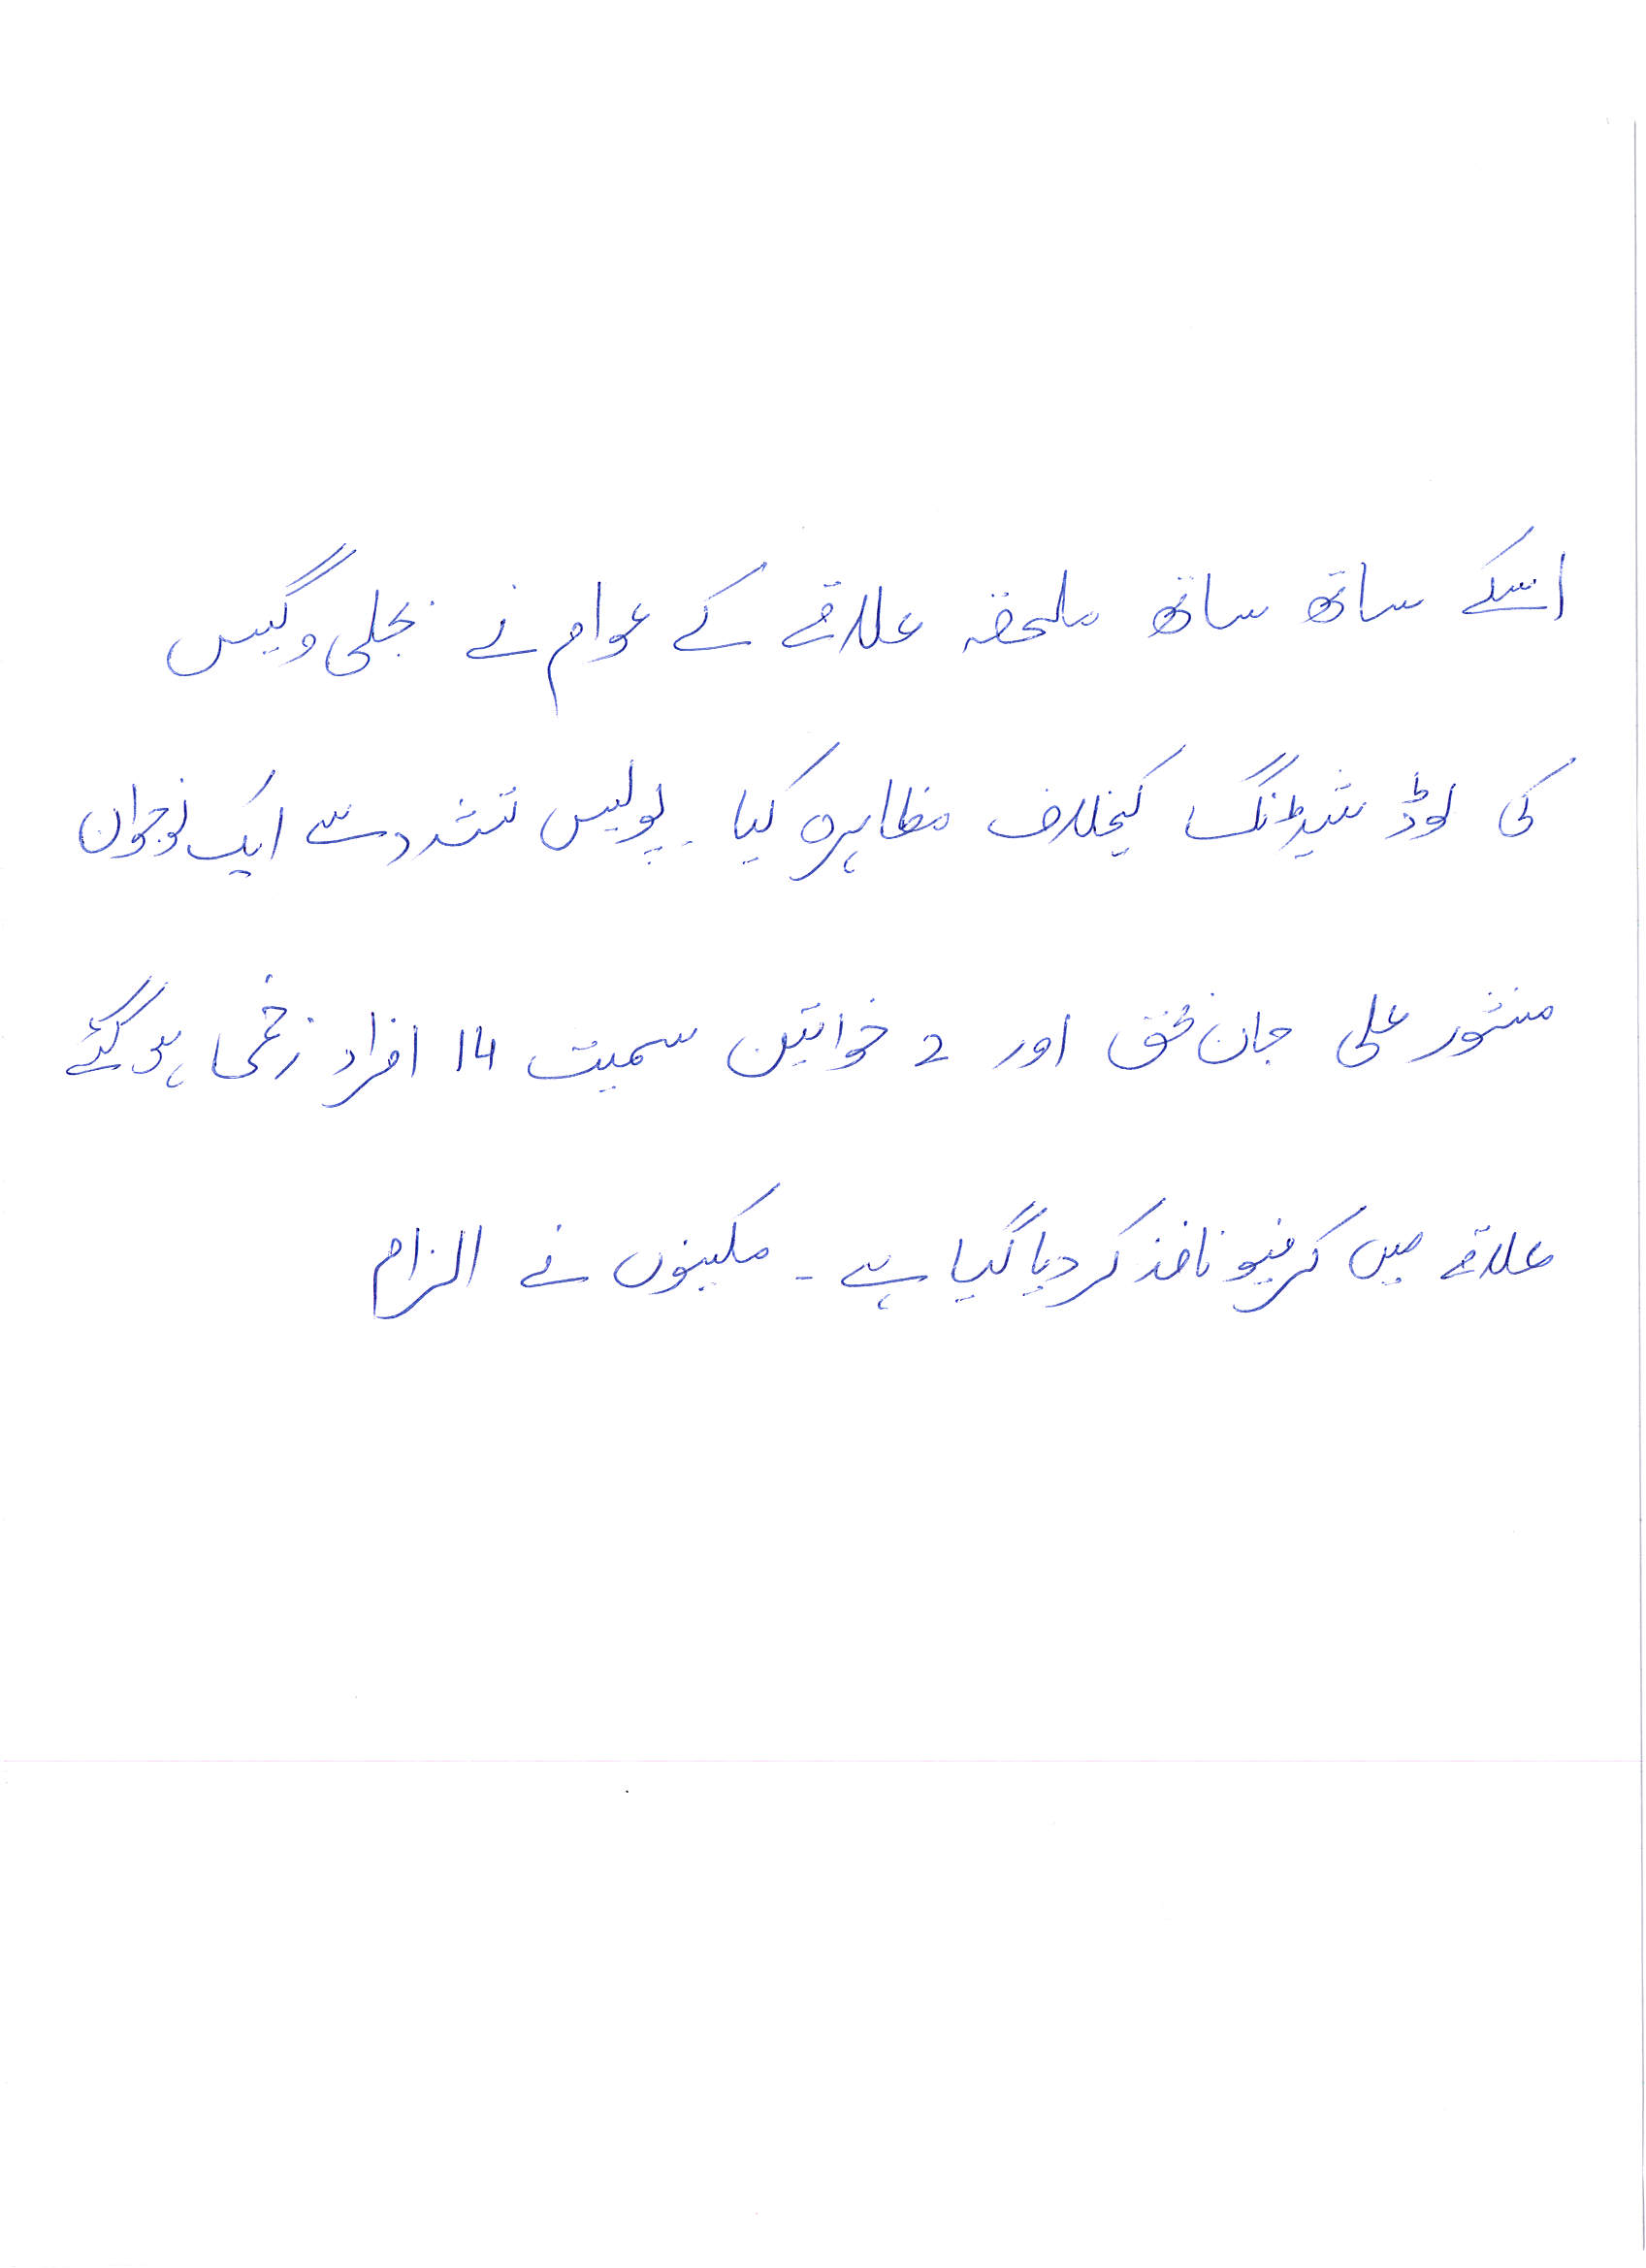 اسکے ساتھ ساتھ ملحقہ علاقے کے عوام نے بجلی و گیس
کی لوڈ شیڈنگ کیخلاف مظاہرہ کیا۔ پولیس تشدد سے ایک نوجوان
منشور علی جان بحق اور 2 خواتین سمیت 14 افراد زخمی ہو گئے
علاقے میں کرفیو نافذ کر دیا گیا ہے۔ مکینوں نے الزام